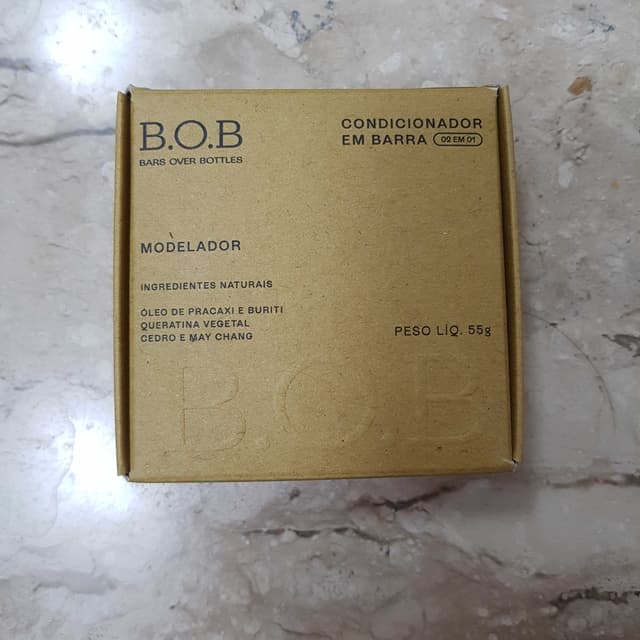 B.O.B
BARS OVER BOTTLES
CONDICIONADOR
EM BARRA 02 EM 01
MODELADOR
INGREDIENTES NATURAIS
ÓLEO DE PRACAXI E BURITI
QUERATINA VEGETAL
CEDRO E MAY CHANG
PESO LÍQ. 55g
B.O.B